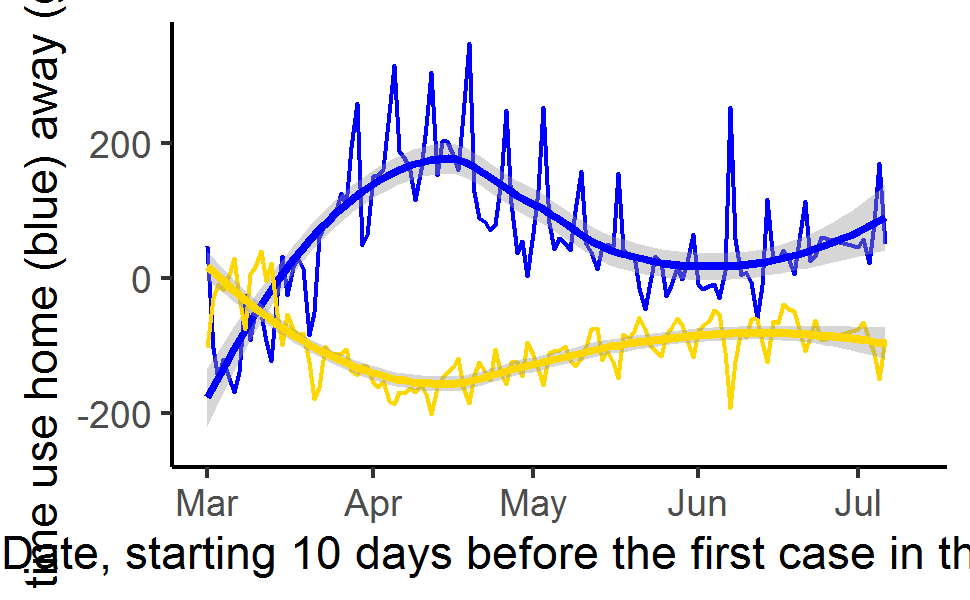 time use home (blue) away (
200
0
-200
Mar Apr May Jun Jul
Date, starting 10 days before the first case in th